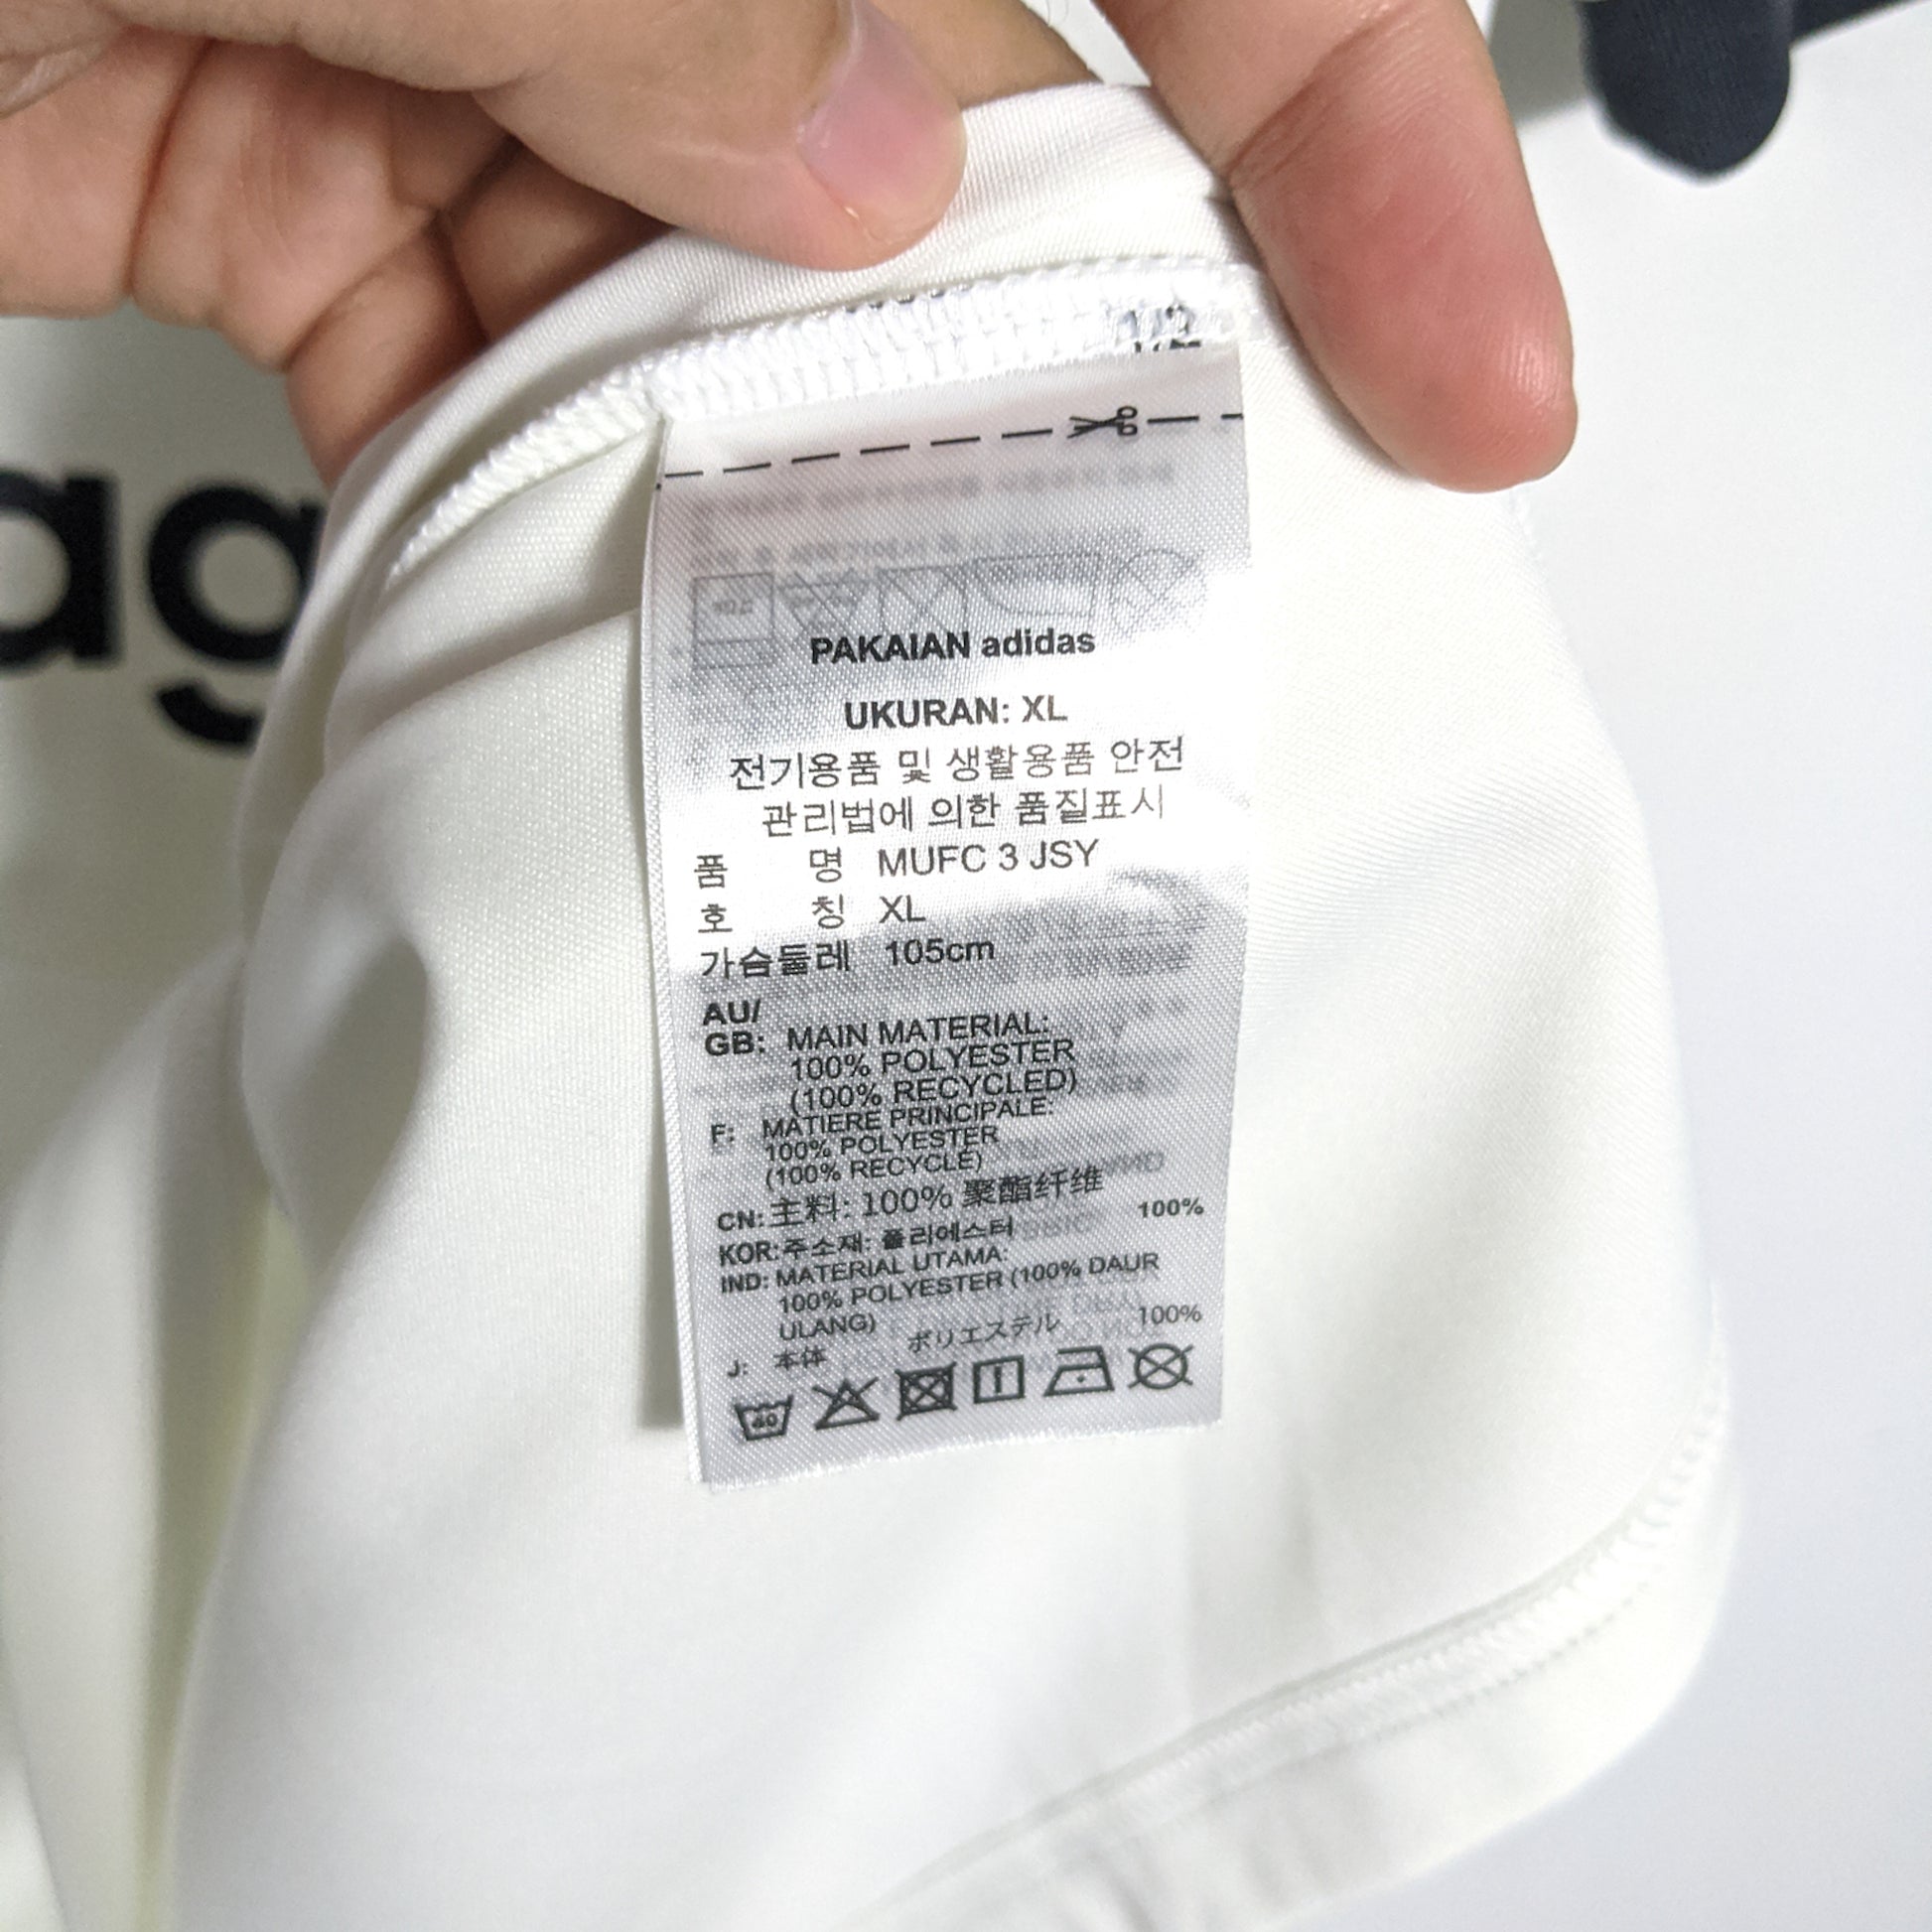 ag
1/2
PAKAIAN adidas
UKURAN: XL
전기용품 및 생활용품 안전
관리법에 의한 품질표시
품 명 MUFC 3 JSY
호 칭 XL
가슴둘레 105cm
AU/
GB: MAIN MATERIAL:
100% POLYESTER
(100% RECYCLED)
F: MATIERE PRINCIPALE:
100% POLYESTER
(100% RECYCLÉ)
CN: 主料: 100% 聚酯纤维
KOR: 주소재: 폴리에스터 100%
IND: MATERIAL UTAMA:
100% POLYESTER (100% DAUR
ULANG)
J: 本体 ポリエステル 100%
40